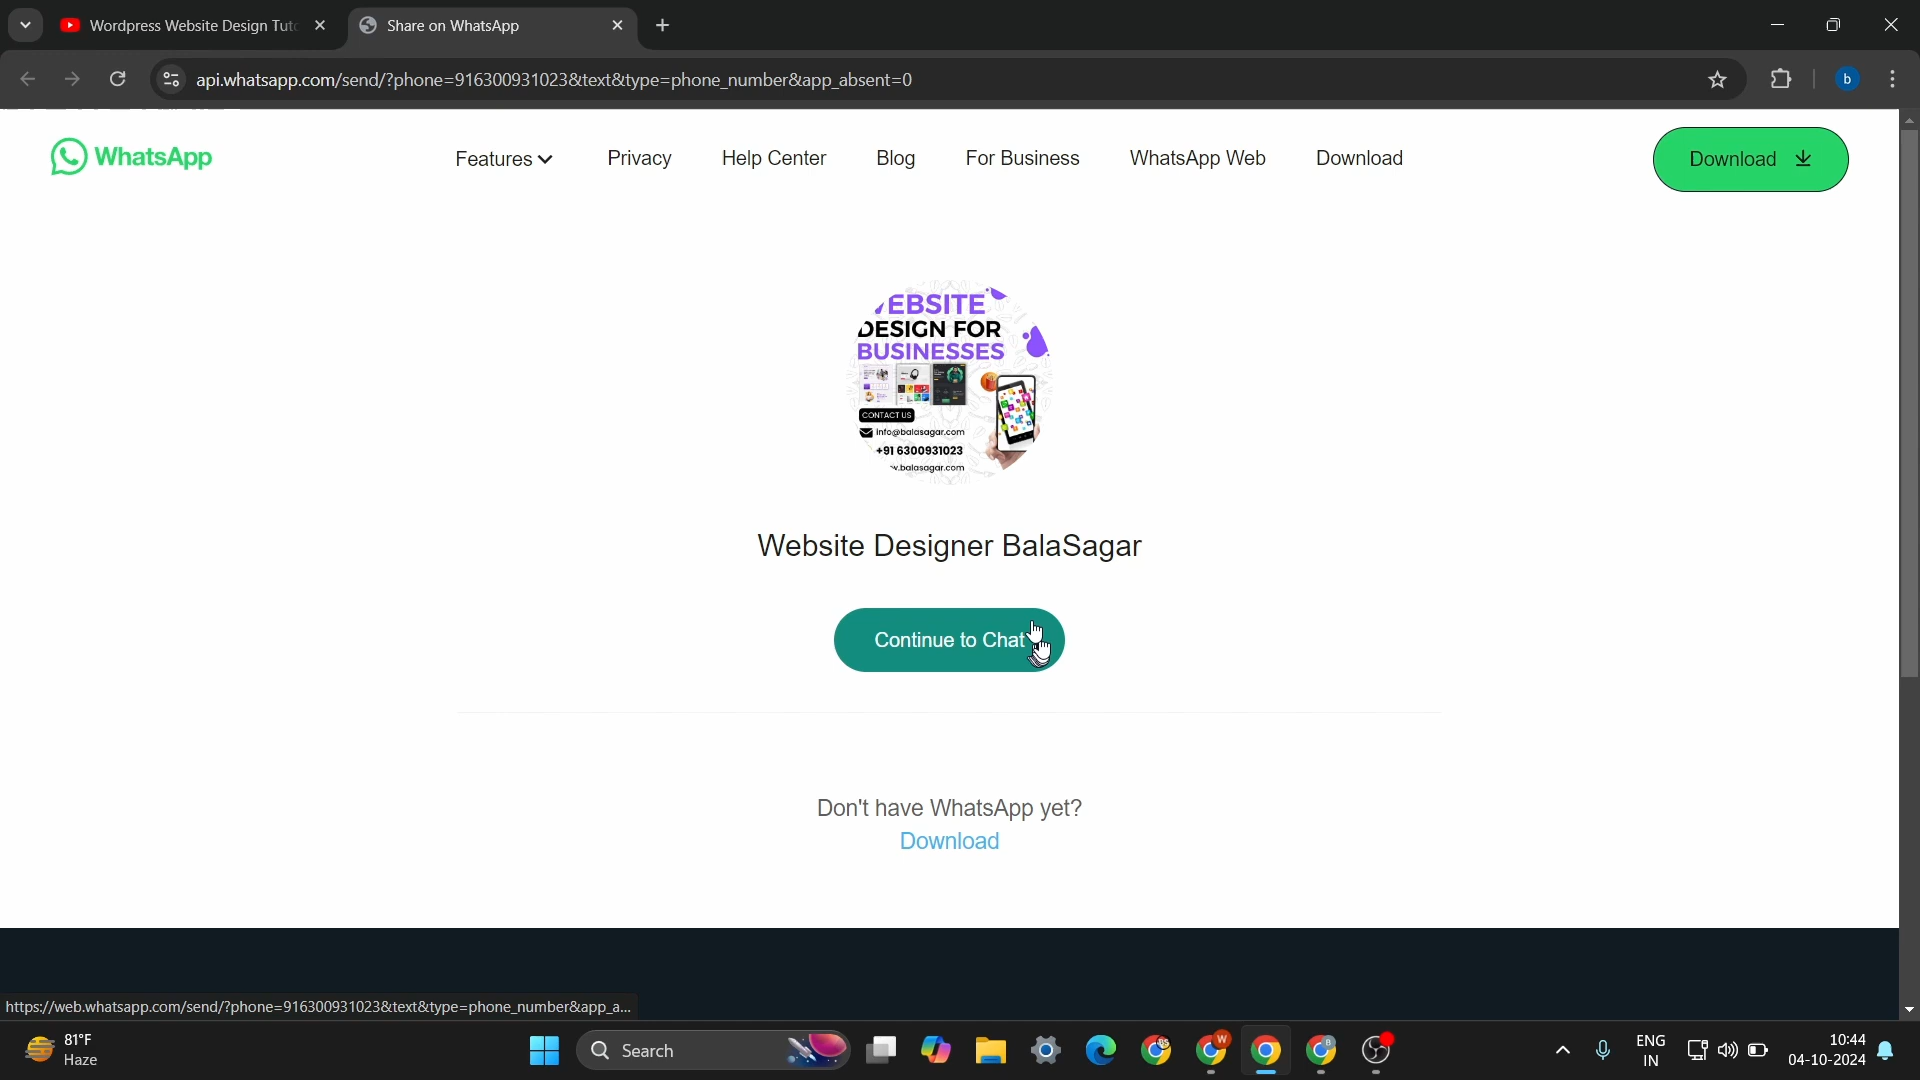 Wordpress Website Design Tuto
Share on WhatsApp
api.whatsapp.com/send/?phone=916300931023&text&type=phone_number&app_absent=0
b
WhatsApp
Features
Privacy
Help Center
Blog
For Business
WhatsApp Web
Download
Download
EBSITE
DESIGN FOR
BUSINESSES
CONTACT US
info@balasagar.com
+91 6300931023
w.balasagar.com
Website Designer BalaSagar
Continue to Chat
Don't have WhatsApp yet?
Download
https://web.whatsapp.com/send/?phone=916300931023&text&type=phone_number&app_a...
81°F
Haze
Search
BS
W
B
ENG
IN
10:44
04-10-2024